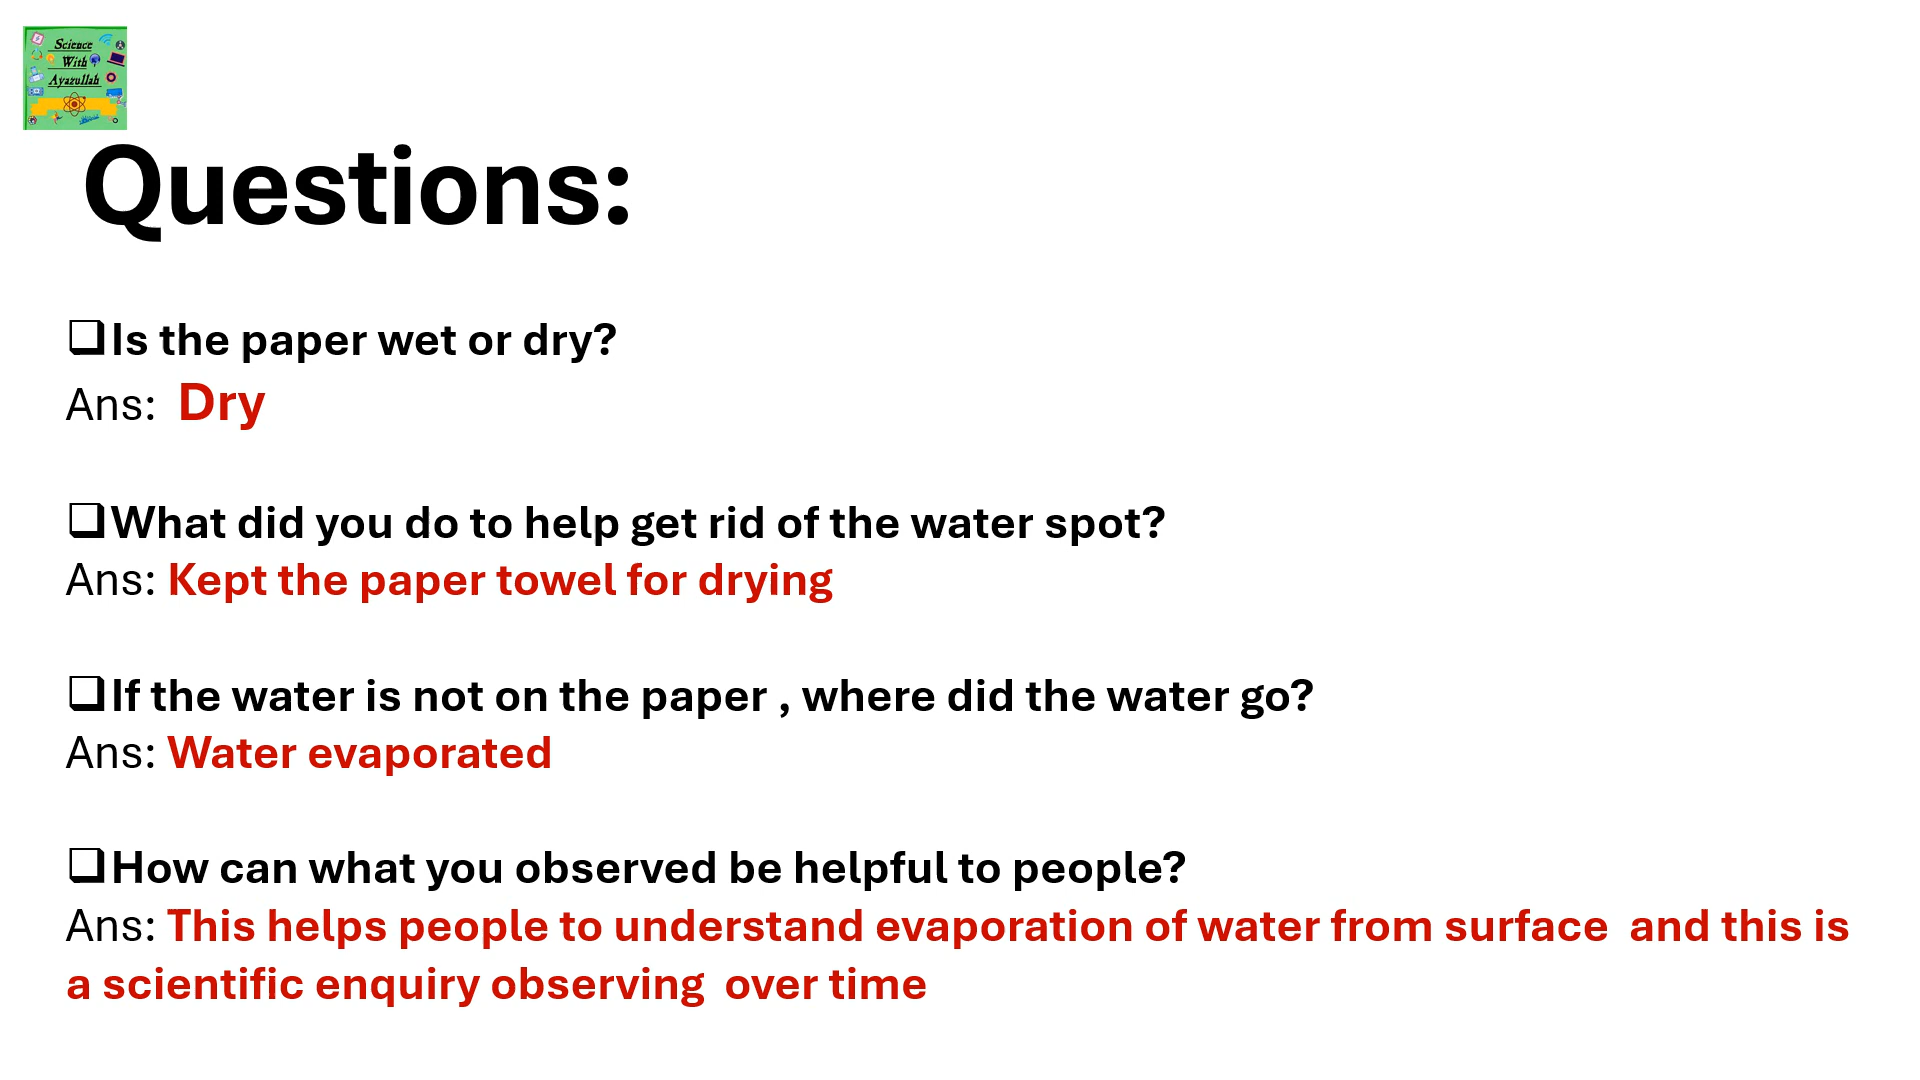 Science
With
Ayazullah
Questions:
❑Is the paper wet or dry?
Ans: Dry
❑What did you do to help get rid of the water spot?
Ans: Kept the paper towel for drying
❑If the water is not on the paper , where did the water go?
Ans: Water evaporated
❑How can what you observed be helpful to people?
Ans: This helps people to understand evaporation of water from surface  and this is
a scientific enquiry observing  over time